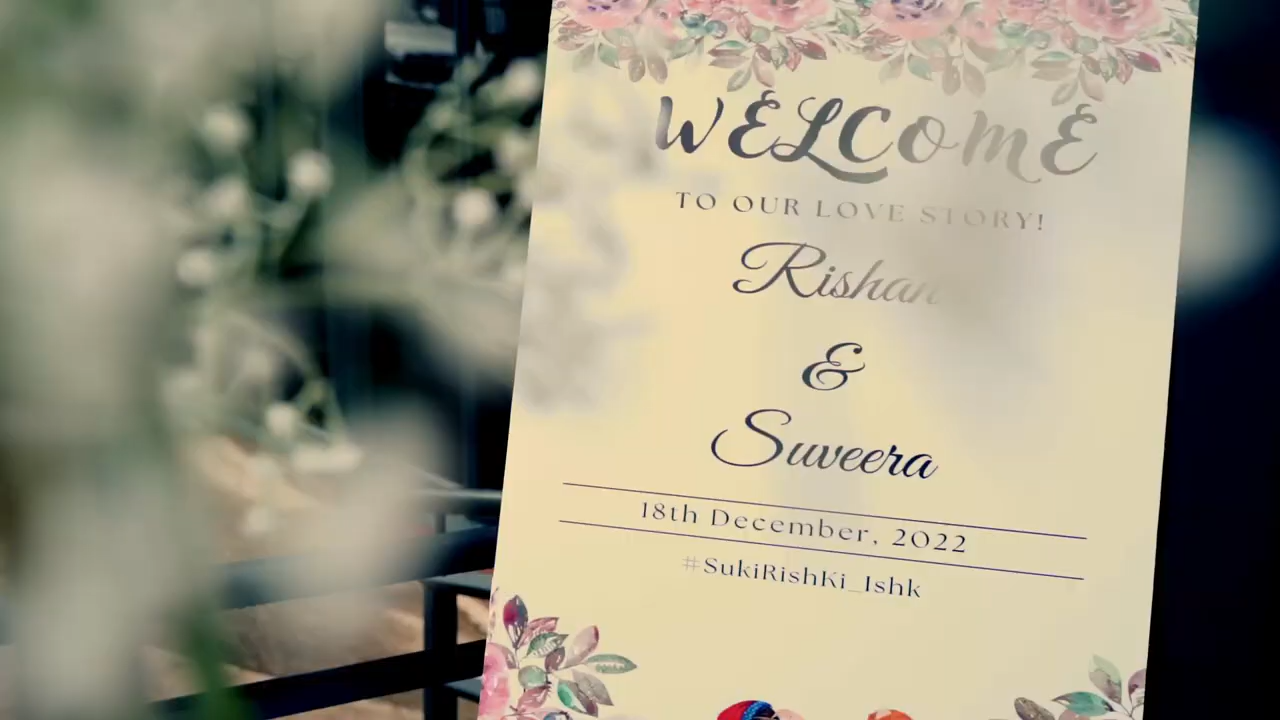 WELCOME
TO OUR LOVE STORY!
Rishan
&
Suveera
18th December, 2022
#SukiRishKi_Ishk